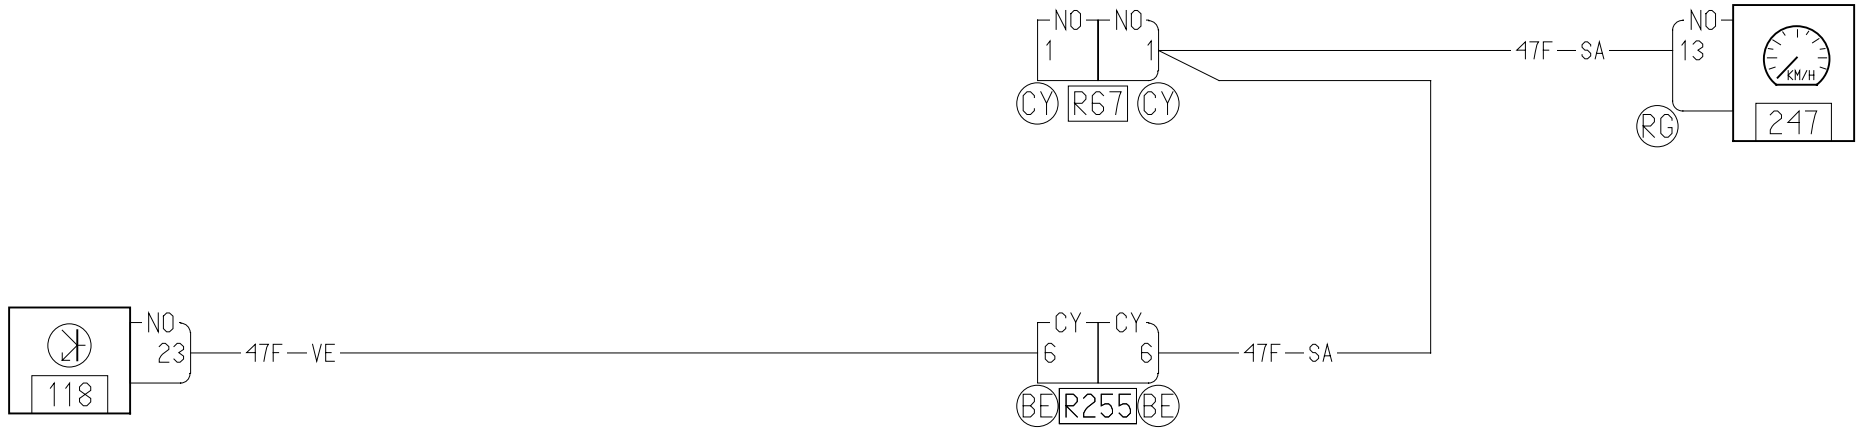 NO NO NO
1 1 47F SA 13
KM/H
CY R67 CY 247
RG
NO CY CY
23 47F VE 6 6 47F SA
118 BE R255 BE